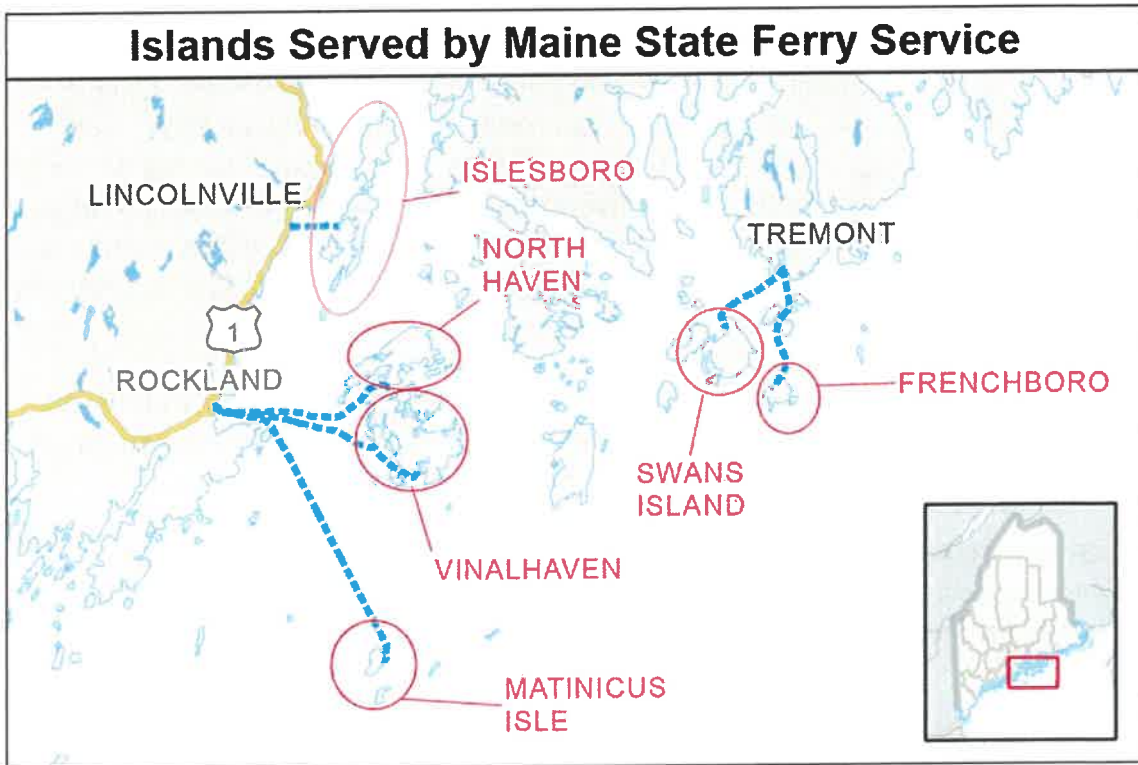 Islands Served by Maine State Ferry Service
ISLESBORO
LINCOLNVILLE
NORTH
HAVEN
TREMONT
1
ROCKLAND
FRENCHBORO
SWANS
ISLAND
VINALHAVEN
MATINICUS
ISLE